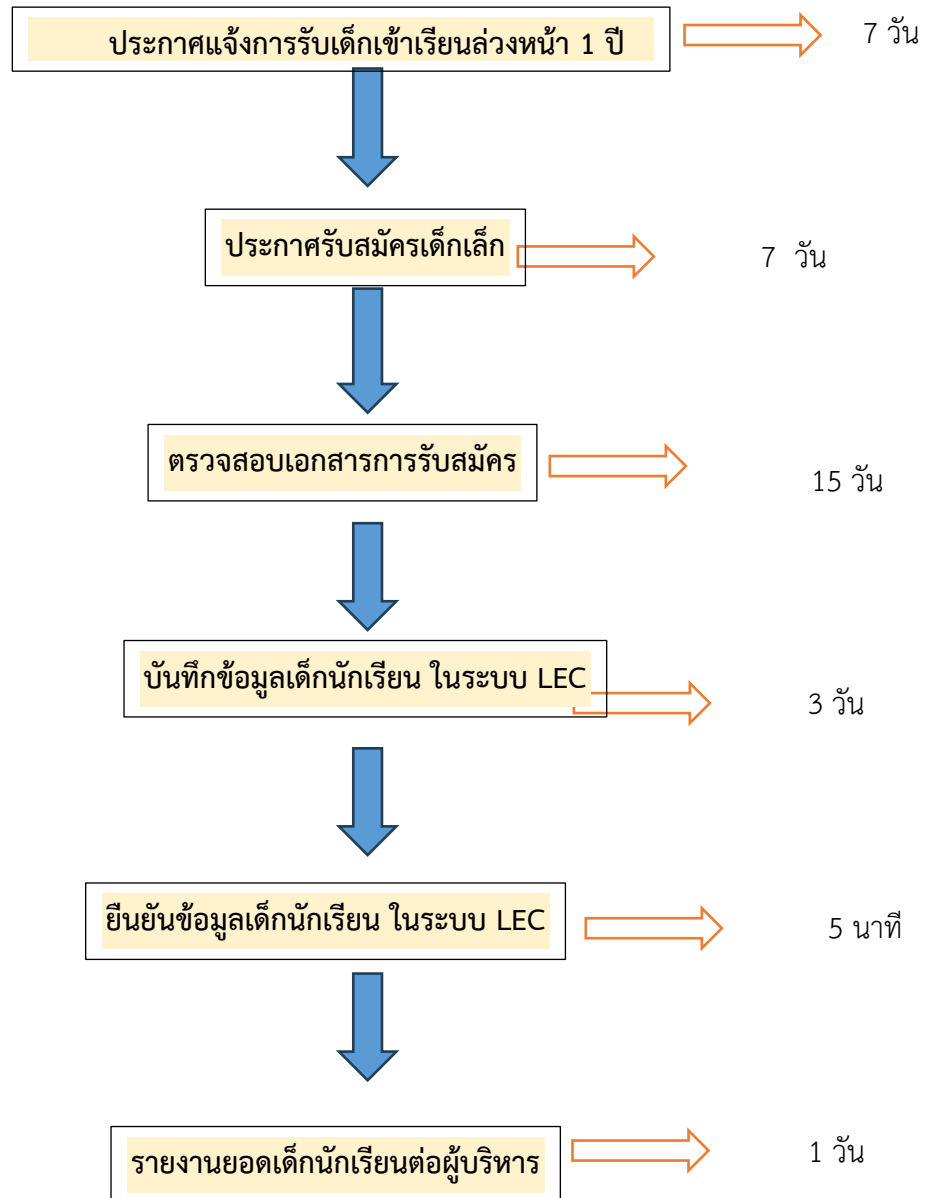 ประกาศแจ้งการรับเด็กเข้าเรียนล่วงหน้า 1 ปี
7 วัน
ประกาศรับสมัครเด็กเล็ก
7 วัน
ตรวจสอบเอกสารการรับสมัคร
15 วัน
บันทึกข้อมูลเด็กนักเรียน ในระบบ LEC
3 วัน
ยืนยันข้อมูลเด็กนักเรียน ในระบบ LEC
5 นาที
รายงานยอดเด็กนักเรียนต่อผู้บริหาร
1 วัน